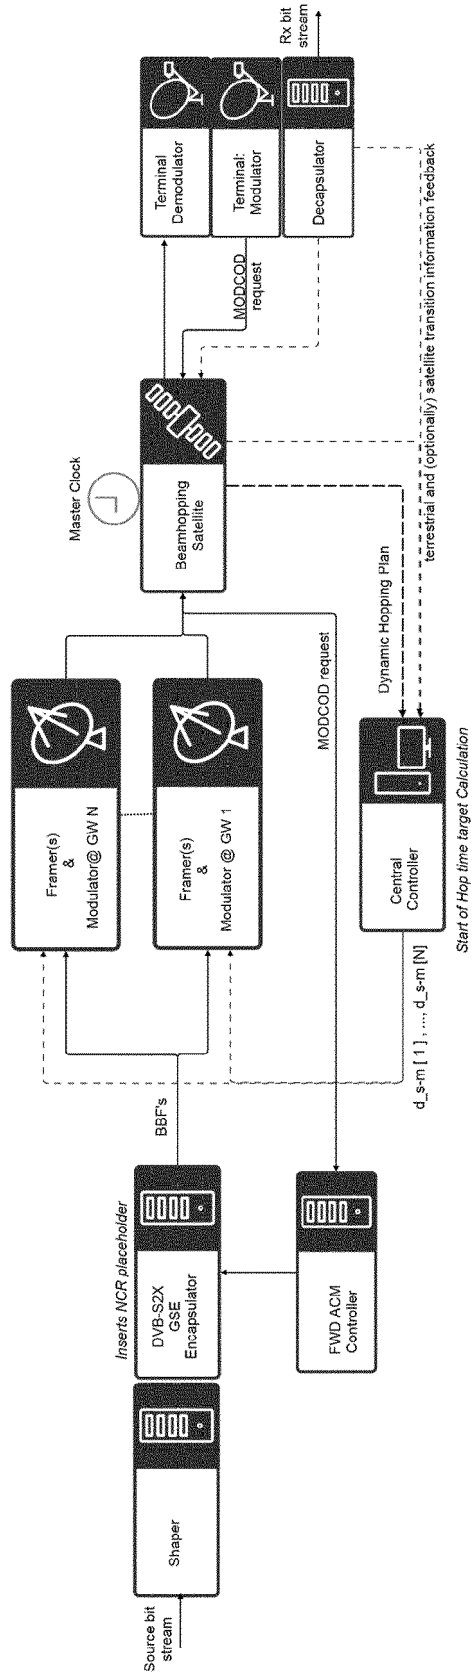 Source bit
stream
Shaper
Inserts NCR placeholder
DVB-S2X
GSE
Encapsulator
FWD ACM
Controller
BBF's
d_s-m [ 1 ] , ..., d_s-m [N]
Framer(s)
&
Modulator@ GW N
Framer(s)
&
Modulator @ GW 1
MODCOD request
Central
Controller
Start of Hop time target Calculation
Dynamic Hopping Plan
Master Clock
Beamhopping
Satellite
terrestrial and (optionally) satellite transition information feedback
MODCOD
request
Terminal
Demodulator
Terminal:
Modulator
Decapsulator
Rx bit
stream